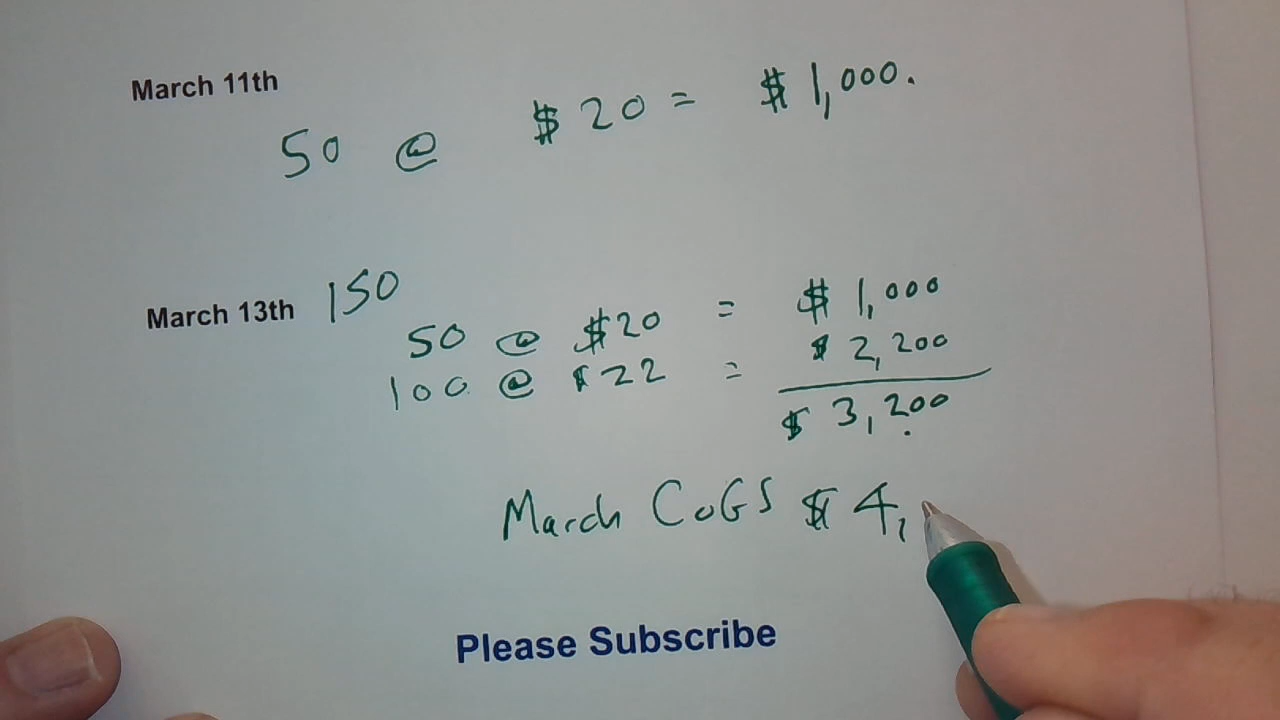 March 11th
50 @ $20 = $1,000.
March 13th 150
50 @ $20 = $1,000
100 @ $22 = $2,200
$3,200
March CoGS $4,
Please Subscribe